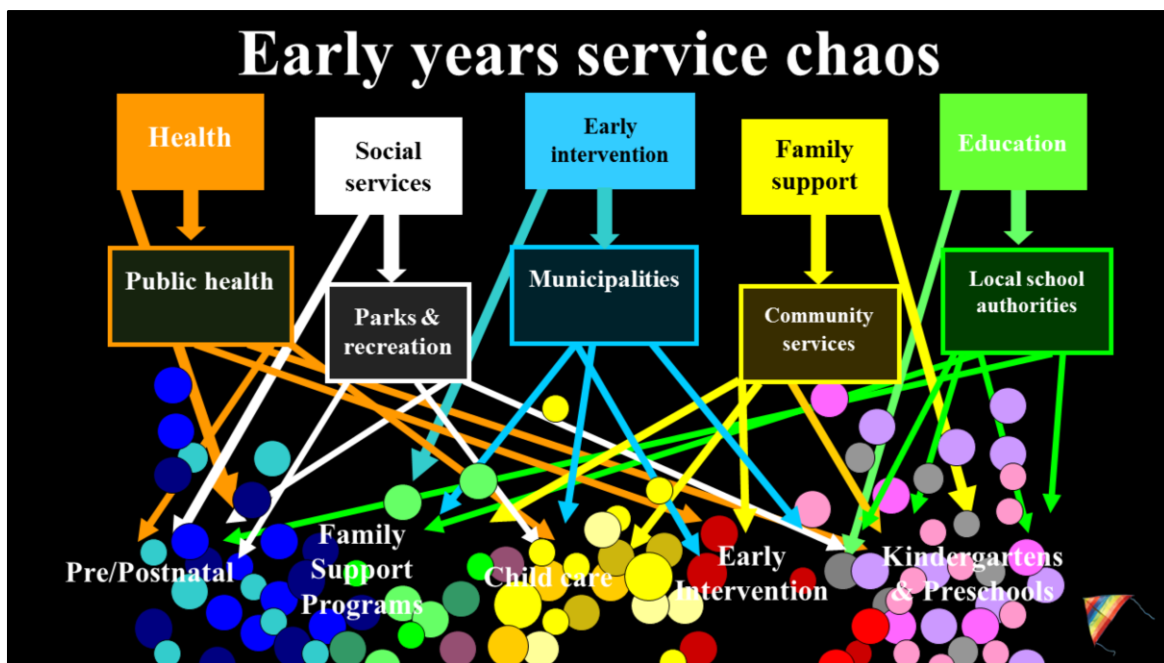 Early years service chaos
Health
Social
services
Early
intervention
Family
support
Education
Public health
Parks &
recreation
Municipalities
Community
services
Local school
authorities
Pre/Postnatal
Family
Support
Programs
Child care
Early
Intervention
Kindergartens
& Preschools